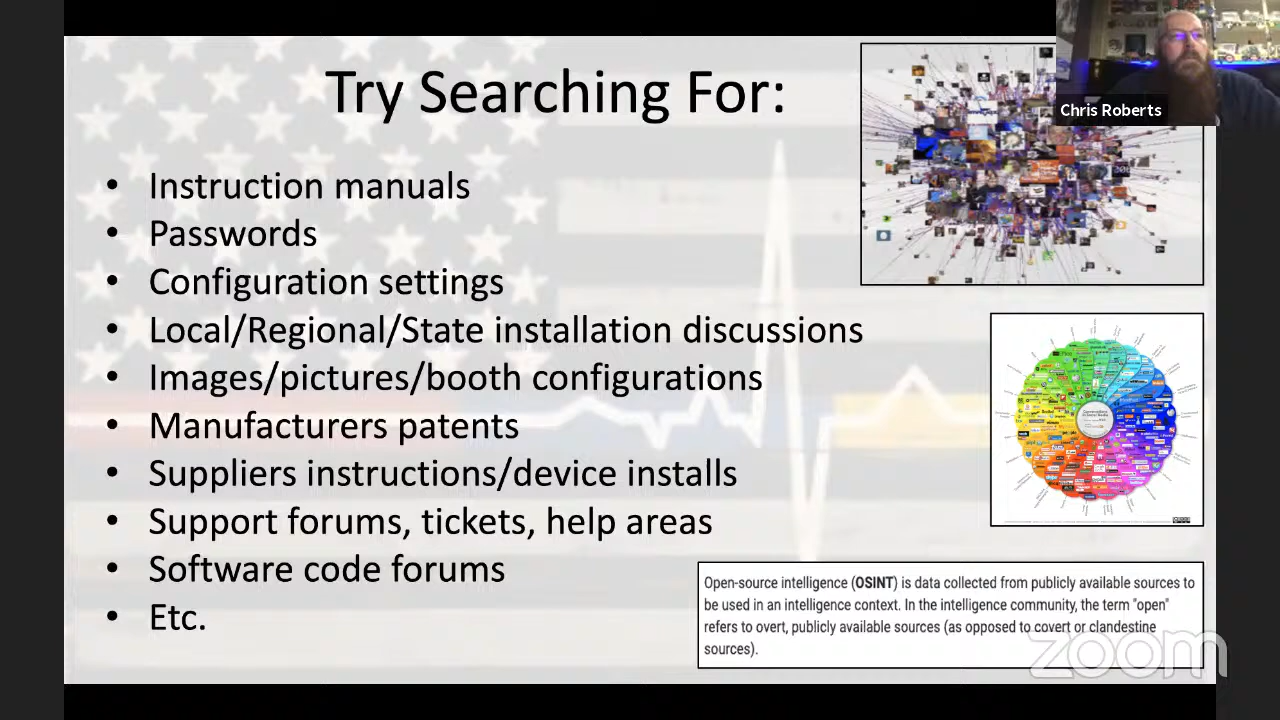 Try Searching For:
Chris Roberts
• Instruction manuals
• Passwords
• Configuration settings
• Local/Regional/State installation discussions
• Images/pictures/booth configurations
• Manufacturers patents
• Suppliers instructions/device installs
• Support forums, tickets, help areas
• Software code forums
• Etc.
Open-source intelligence (OSINT) is data collected from publicly available sources to
be used in an intelligence context. In the intelligence community, the term "open"
refers to overt, publicly available sources (as opposed to covert or clandestine
sources).
zoom